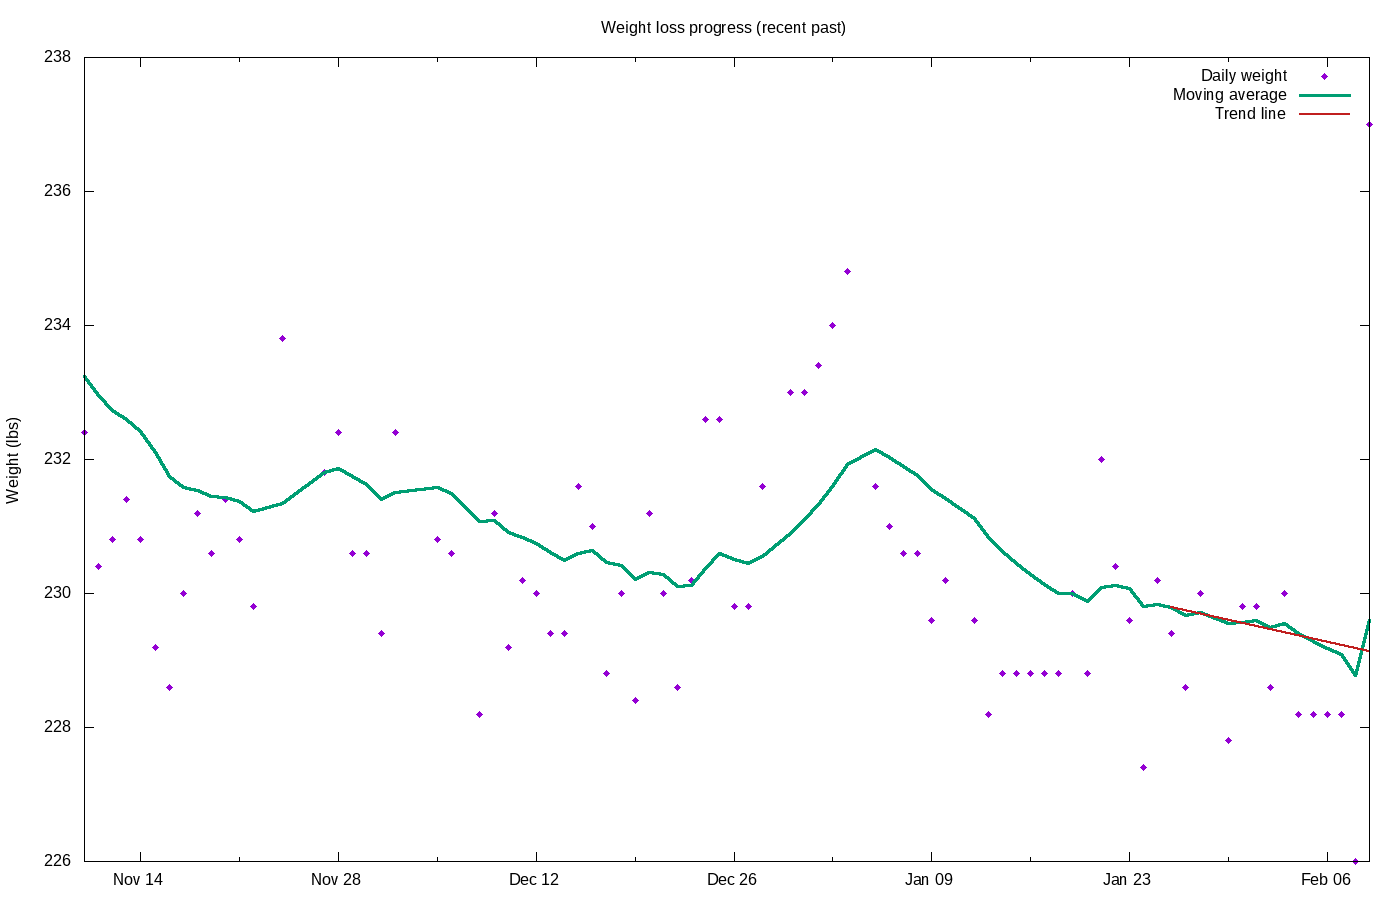 Weight loss progress (recent past)
238
236
234
232
230
228
226
Weight (lbs)
Daily weight
Moving average
Trend line
Nov 14 Nov 28 Dec 12 Dec 26 Jan 09 Jan 23 Feb 06